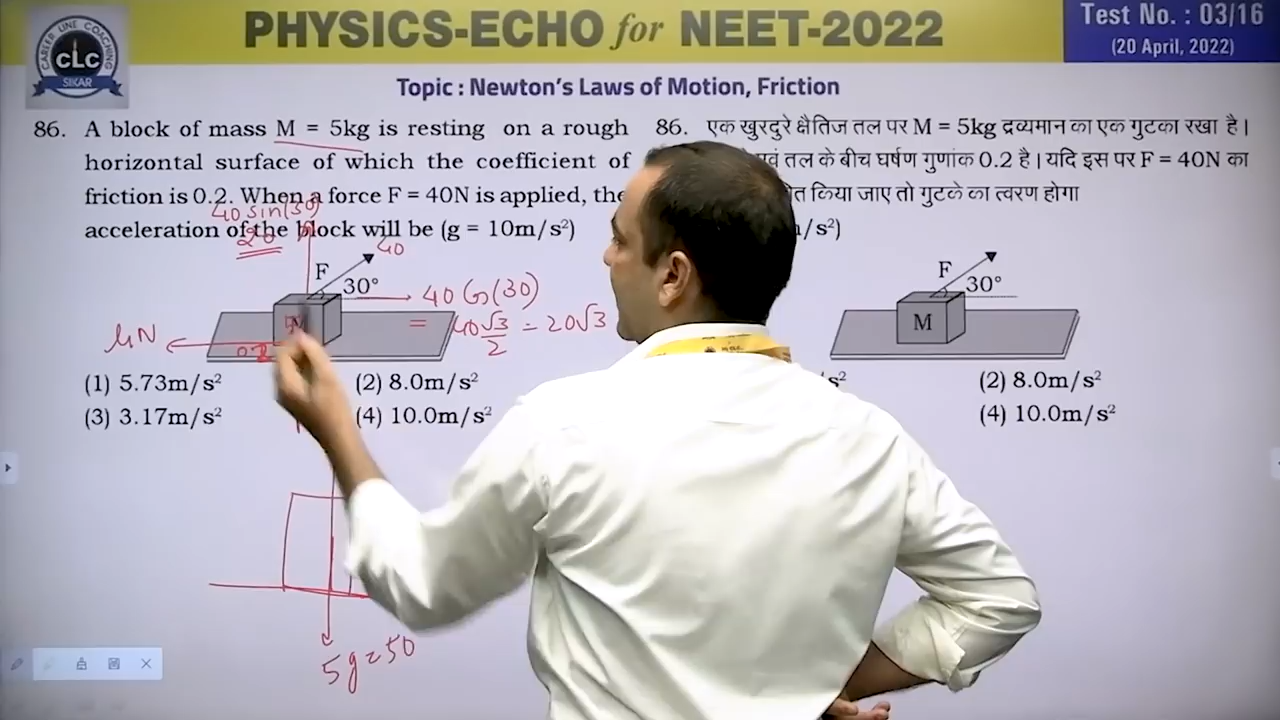 CAREER LINE COACHING
CLC
SIKAR
PHYSICS-ECHO for NEET-2022
Test No. : 03/16
(20 April, 2022)
Topic : Newton's Laws of Motion, Friction
86. A block of mass M = 5kg is resting on a rough
horizontal surface of which the coefficient of
friction is 0.2. When a force F = 40N is applied, the
acceleration of the block will be (g = 10m/s²)
40 sin(30)
20
F
40
30°
40 Cos(30)
= 40 √3/2 = 20√3
M
μN
0.2
(1) 5.73m/s² (2) 8.0m/s²
(3) 3.17m/s² (4) 10.0m/s²
5g = 50
86. एक खुरदुरे क्षैतिज तल पर M = 5kg द्रव्यमान का एक गुटका रखा है।
एवं तल के बीच घर्षण गुणांक 0.2 है। यदि इस पर F = 40N का
किया जाए तो गुटके का त्वरण होगा
/s²)
F
30°
M
s² (2) 8.0m/s²
(4) 10.0m/s²